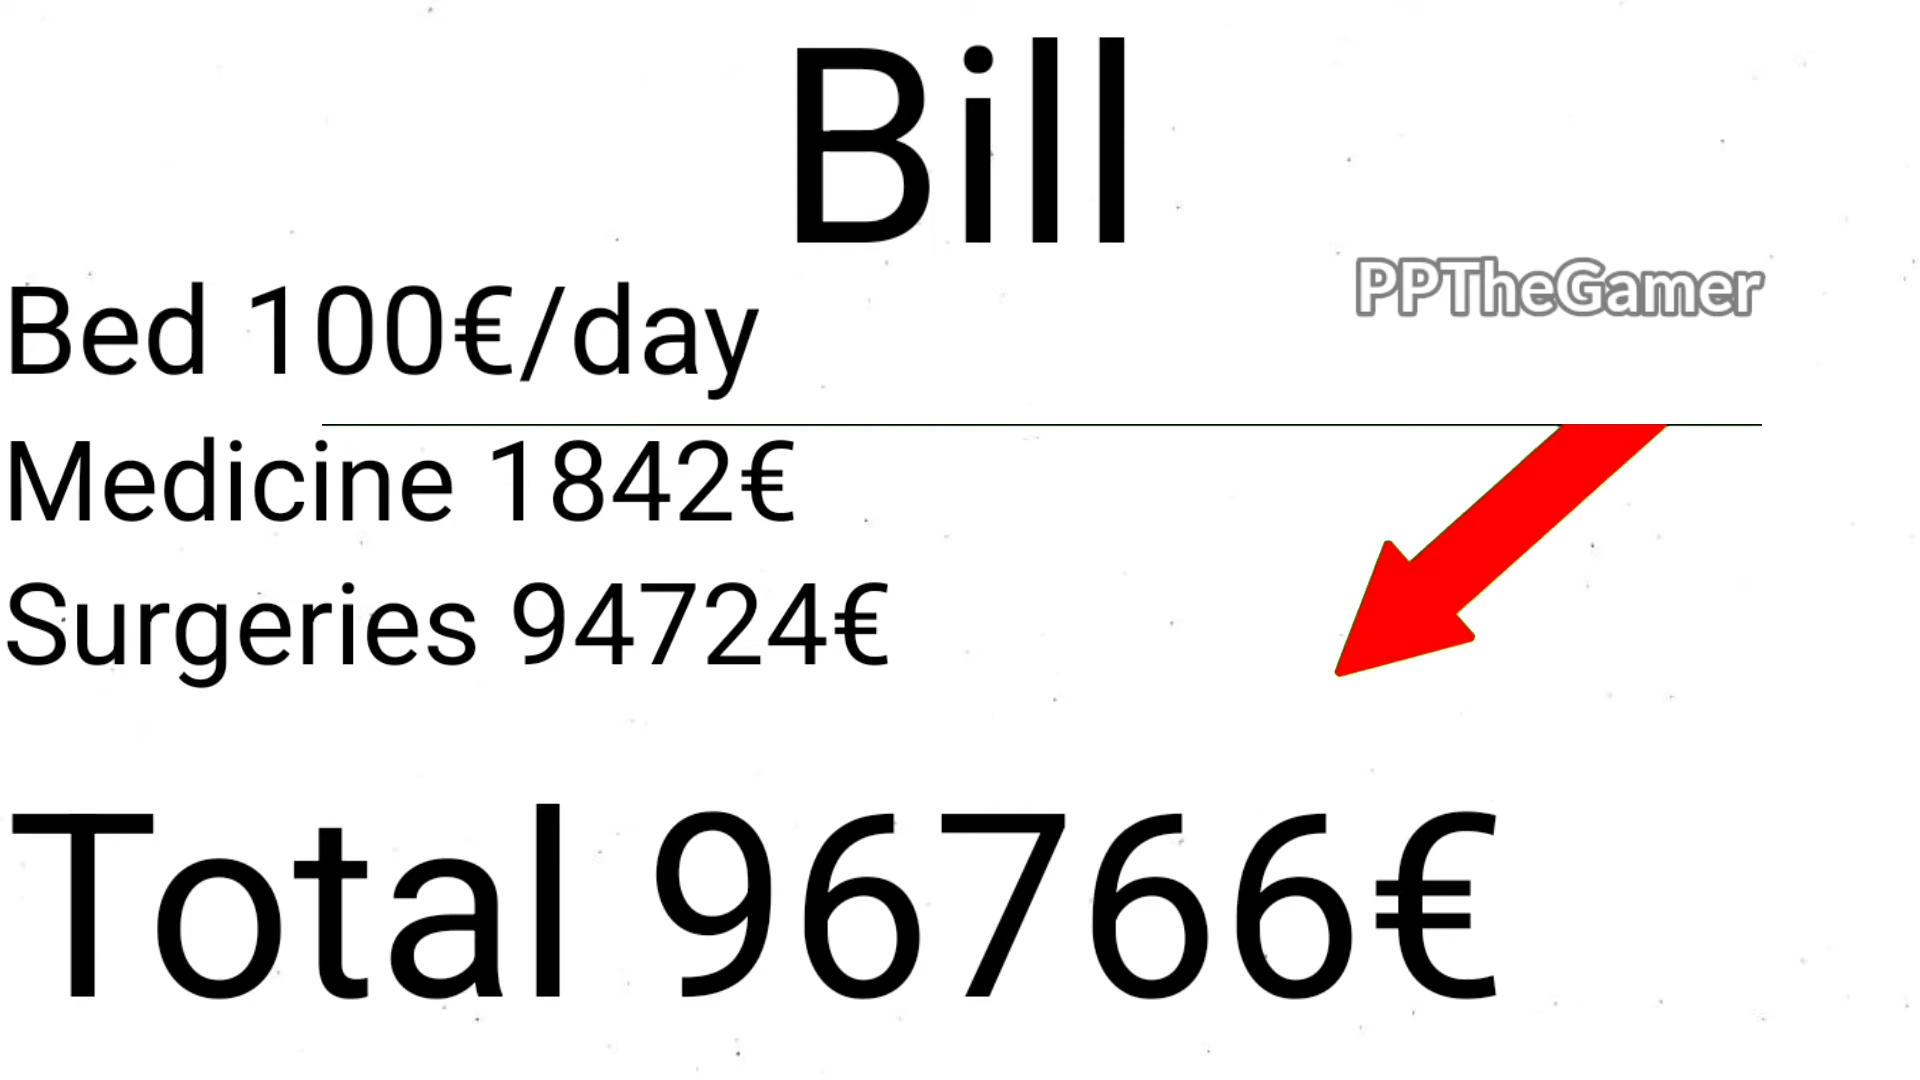 Bill
PPTheGamer
Bed 100€/day
Medicine 1842€
Surgeries 94724€
Total 96766€